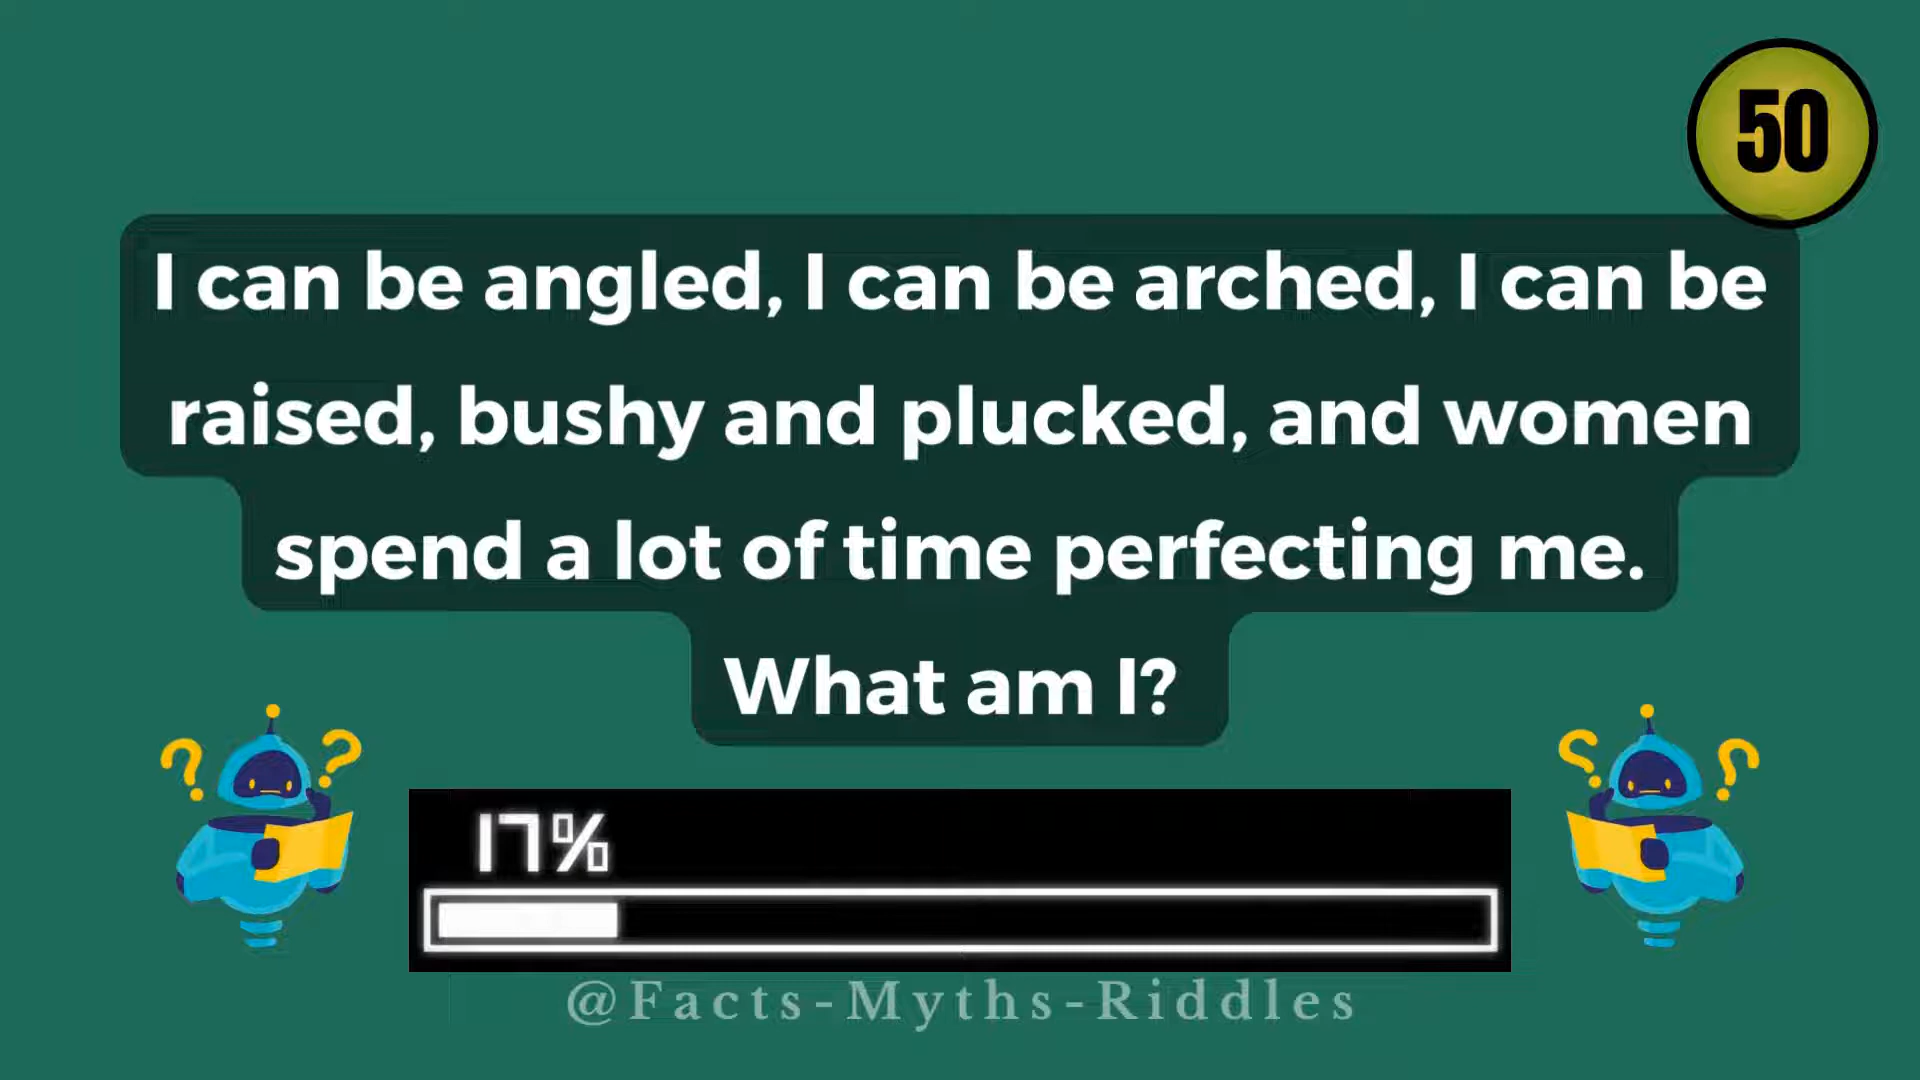 50
I can be angled, I can be arched, I can be
raised, bushy and plucked, and women
spend a lot of time perfecting me.
What am I?
? ?
? ?
17%
@Facts-Myths-Riddles